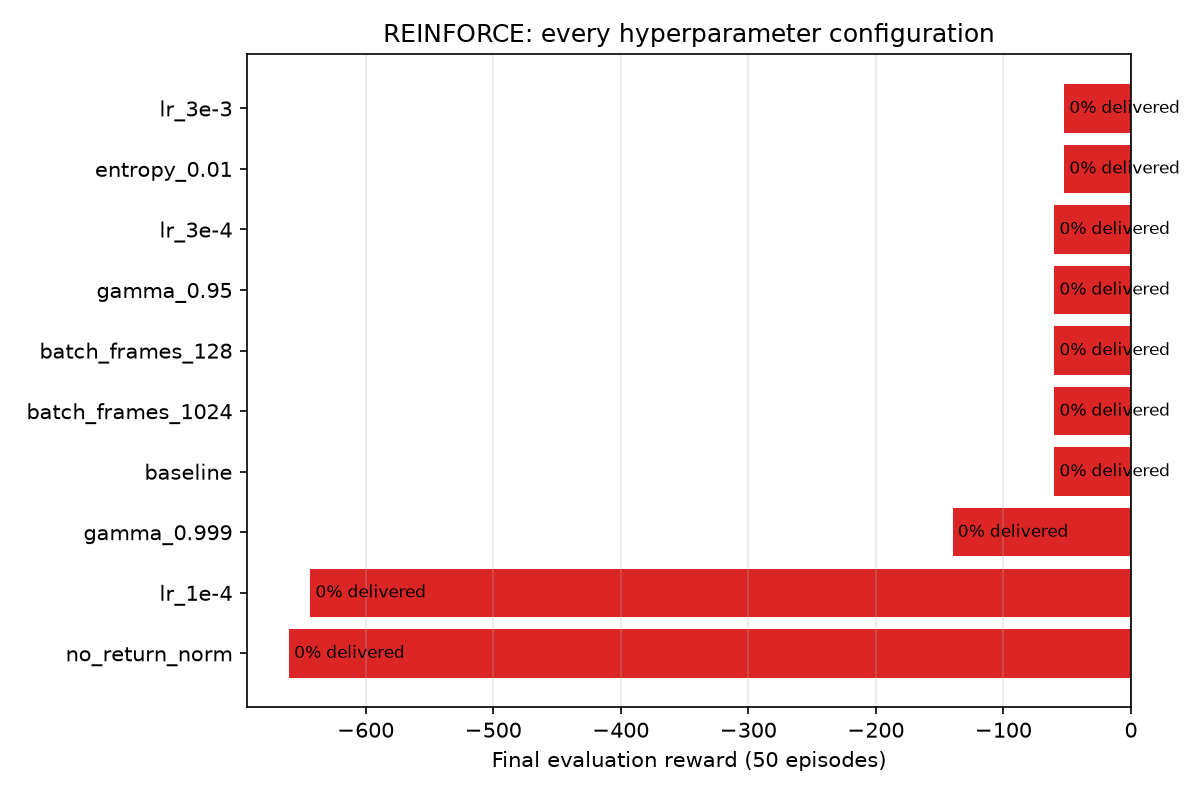 REINFORCE: every hyperparameter configuration
lr_3e-3 0% delivered
entropy_0.01 0% delivered
lr_3e-4 0% delivered
gamma_0.95 0% delivered
batch_frames_128 0% delivered
batch_frames_1024 0% delivered
baseline 0% delivered
gamma_0.999 0% delivered
lr_1e-4 0% delivered
no_return_norm 0% delivered
−600 −500 −400 −300 −200 −100 0
Final evaluation reward (50 episodes)